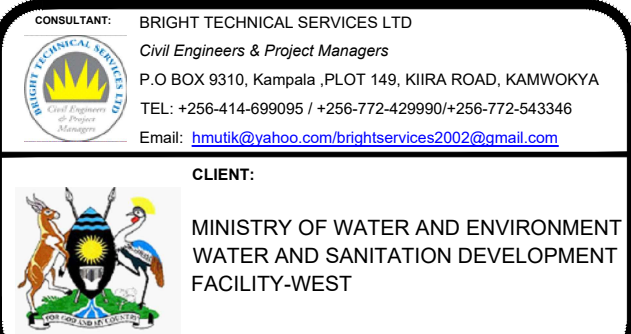 CONSULTANT:
BRIGHT TECHNICAL SERVICES LTD
Civil Engineers & Project Managers
P.O BOX 9310, Kampala ,PLOT 149, KIIRA ROAD, KAMWOKYA
TEL: +256-414-699095 / +256-772-429990/+256-772-543346
Email: hmutik@yahoo.com/brightservices2002@gmail.com
BRIGHT TECHNICAL SERVICES LTD
Civil Engineers
& Project
Managers
CLIENT:
MINISTRY OF WATER AND ENVIRONMENT
WATER AND SANITATION DEVELOPMENT
FACILITY-WEST
FOR GOD AND MY COUNTRY